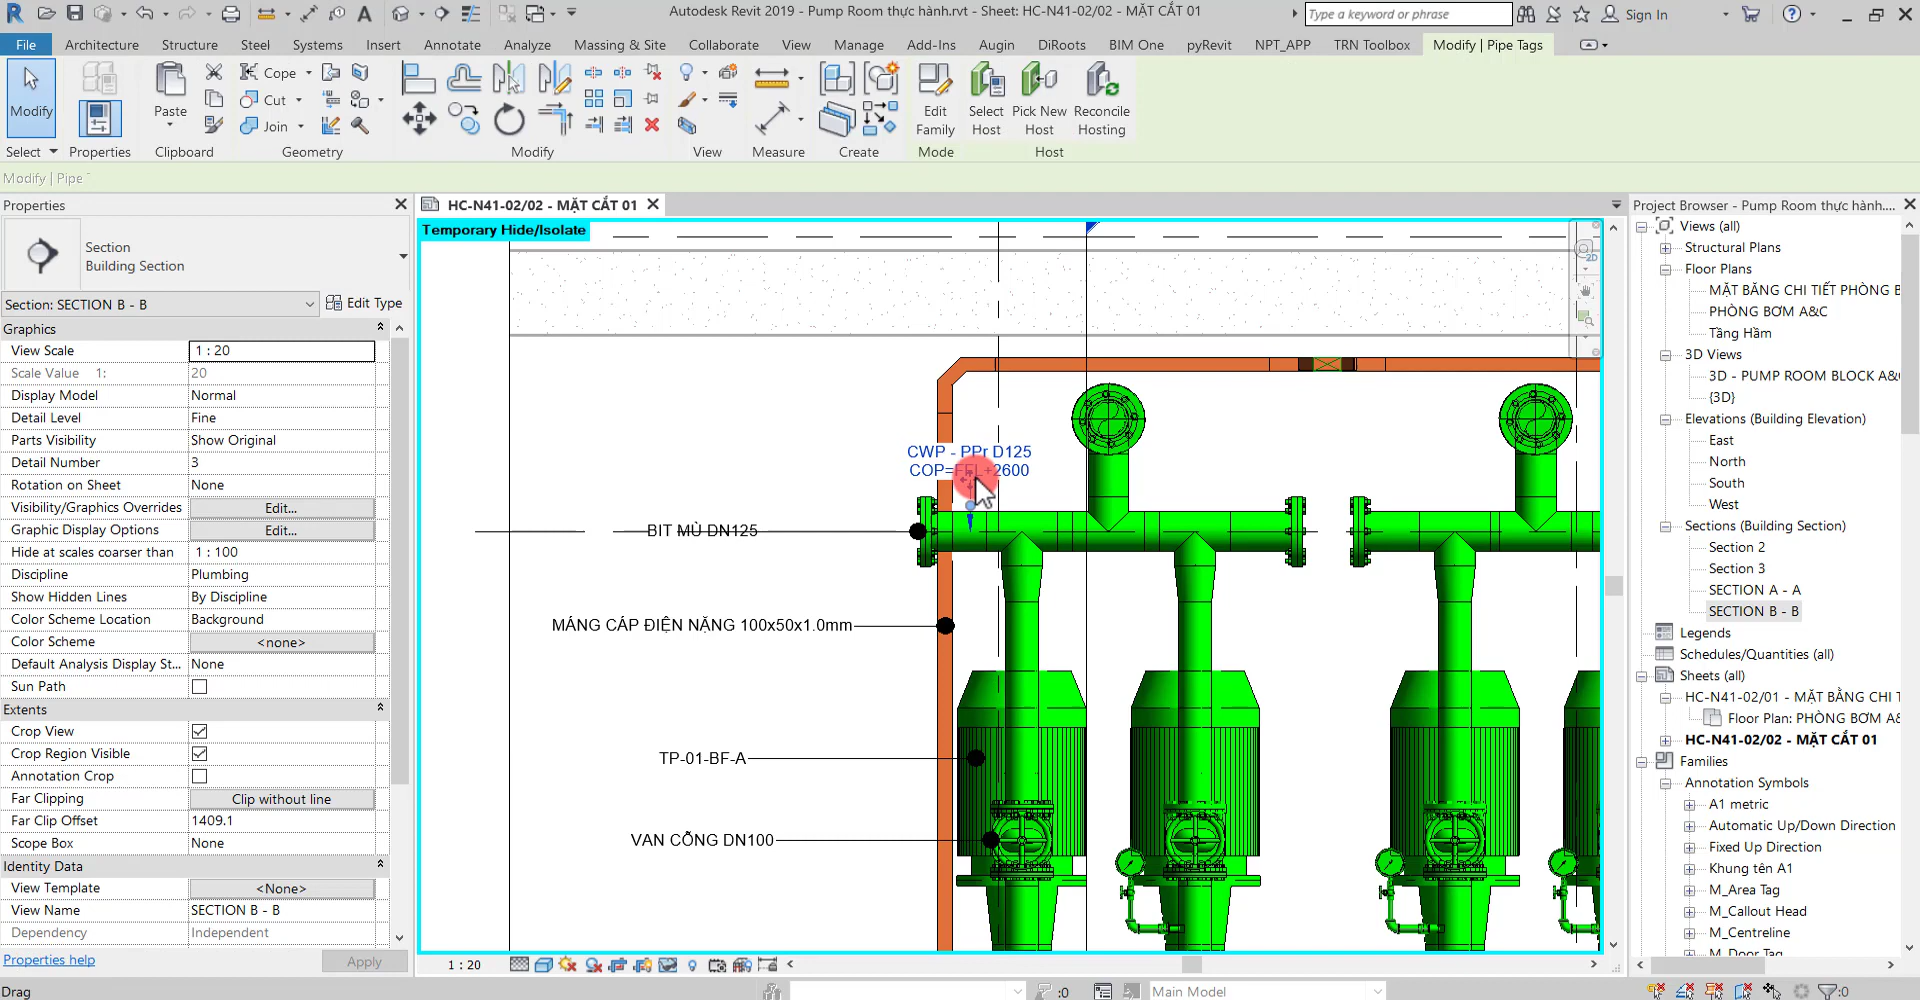 Autodesk Revit 2019 - Pump Room thực hành.rvt - Sheet: HC-N41-02/02 - MẶT CẮT 01
Type a keyword or phrase
Sign In
File
Architecture
Structure
Steel
Systems
Insert
Annotate
Analyze
Massing & Site
Collaborate
View
Manage
Add-Ins
Augin
DiRoots
BIM One
pyRevit
NPT_APP
TRN Toolbox
Modify | Pipe Tags
Modify
Paste
Cope
Cut
Join
Edit
Family
Select
Host
Pick New
Host
Reconcile
Hosting
Select
Properties
Clipboard
Geometry
Modify
View
Measure
Create
Mode
Host
Modify | Pipe
Properties
Section
Building Section
Section: SECTION B - B
Edit Type
Graphics
View Scale 1 : 20
Scale Value 1: 20
Display Model Normal
Detail Level Fine
Parts Visibility Show Original
Detail Number 3
Rotation on Sheet None
Visibility/Graphics Overrides Edit...
Graphic Display Options Edit...
Hide at scales coarser than 1 : 100
Discipline Plumbing
Show Hidden Lines By Discipline
Color Scheme Location Background
Color Scheme <none>
Default Analysis Display St... None
Sun Path
Extents
Crop View
Crop Region Visible
Annotation Crop
Far Clipping Clip without line
Far Clip Offset 1409.1
Scope Box None
Identity Data
View Template <None>
View Name SECTION B - B
Dependency Independent
Properties help
Apply
Drag
HC-N41-02/02 - MẶT CẮT 01
Temporary Hide/Isolate
2D
CWP - PPr D125
COP=FFL+2600
BIT MÙ DN125
MÁNG CÁP ĐIỆN NẶNG 100x50x1.0mm
TP-01-BF-A
VAN CỔNG DN100
1 : 20
:0
Main Model
:0
Project Browser - Pump Room thực hành....
Views (all)
Structural Plans
Floor Plans
MẶT BẰNG CHI TIẾT PHÒNG B
PHÒNG BƠM A&C
Tầng Hầm
3D Views
3D - PUMP ROOM BLOCK A&
{3D}
Elevations (Building Elevation)
East
North
South
West
Sections (Building Section)
Section 2
Section 3
SECTION A - A
SECTION B - B
Legends
Schedules/Quantities (all)
Sheets (all)
HC-N41-02/01 - MẶT BẰNG CHI T
Floor Plan: PHÒNG BƠM A&
HC-N41-02/02 - MẶT CẮT 01
Families
Annotation Symbols
A1 metric
Automatic Up/Down Direction
Fixed Up Direction
Khung tên A1
M_Area Tag
M_Callout Head
M_Centreline
M_Door Tag